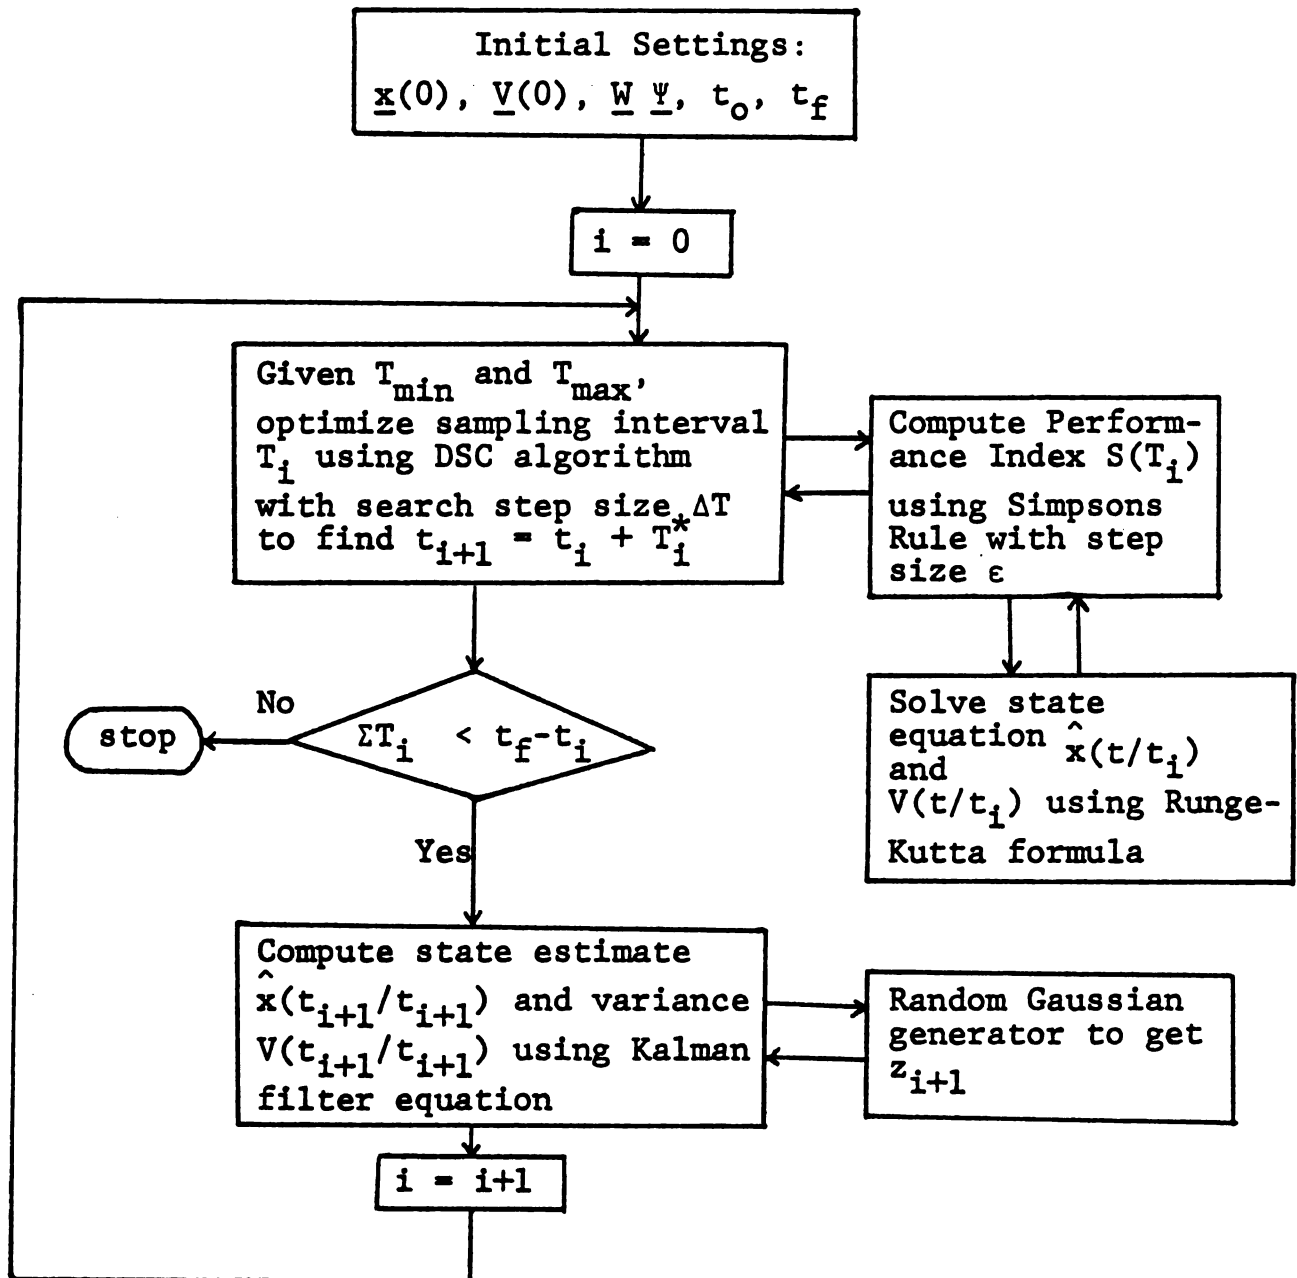 Initial Settings:
x(0), V(0), W Ψ, t_o, t_f
i = 0
Given T_min and T_max,
optimize sampling interval
T_i using DSC algorithm
with search step size ΔT
to find t_{i+1} = t_i + T_i^*
Compute Perform-
ance Index S(T_i)
using Simpsons
Rule with step
size ε
Solve state
equation x̂(t/t_i)
and
V(t/t_i) using Runge-
Kutta formula
No
stop
ΣT_i < t_f-t_i
Yes
Compute state estimate
x̂(t_{i+1}/t_{i+1}) and variance
V(t_{i+1}/t_{i+1}) using Kalman
filter equation
Random Gaussian
generator to get
z_{i+1}
i = i+1